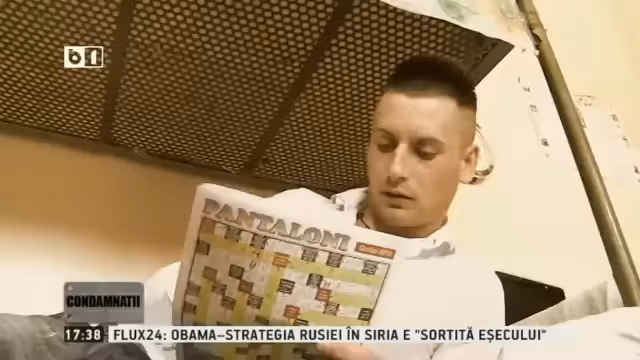 B1
PANTALONI
CONDAMNAȚII
17:38 FLUX24: OBAMA–STRATEGIA RUSIEI ÎN SIRIA E "SORTITĂ EȘECULUI"